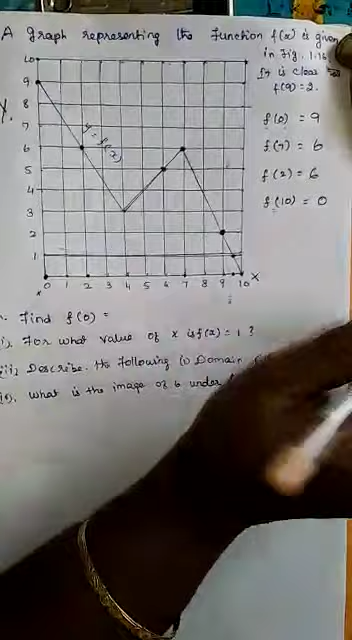 A graph representing the function f(x) is given
in Fig. 1.16
It is clear
f(9) = 2.
f(0) = 9
f(7) = 6
f(2) = 6
f(10) = 0
y
10
9
8
7
6
5
4
3
2
1
y = f(x)
0 1 2 3 4 5 6 7 8 9 10 X
Find f(0) =
For what value of x is f(x) = 1 ?
Describe the following (i) Domain
What is the image of 6 under